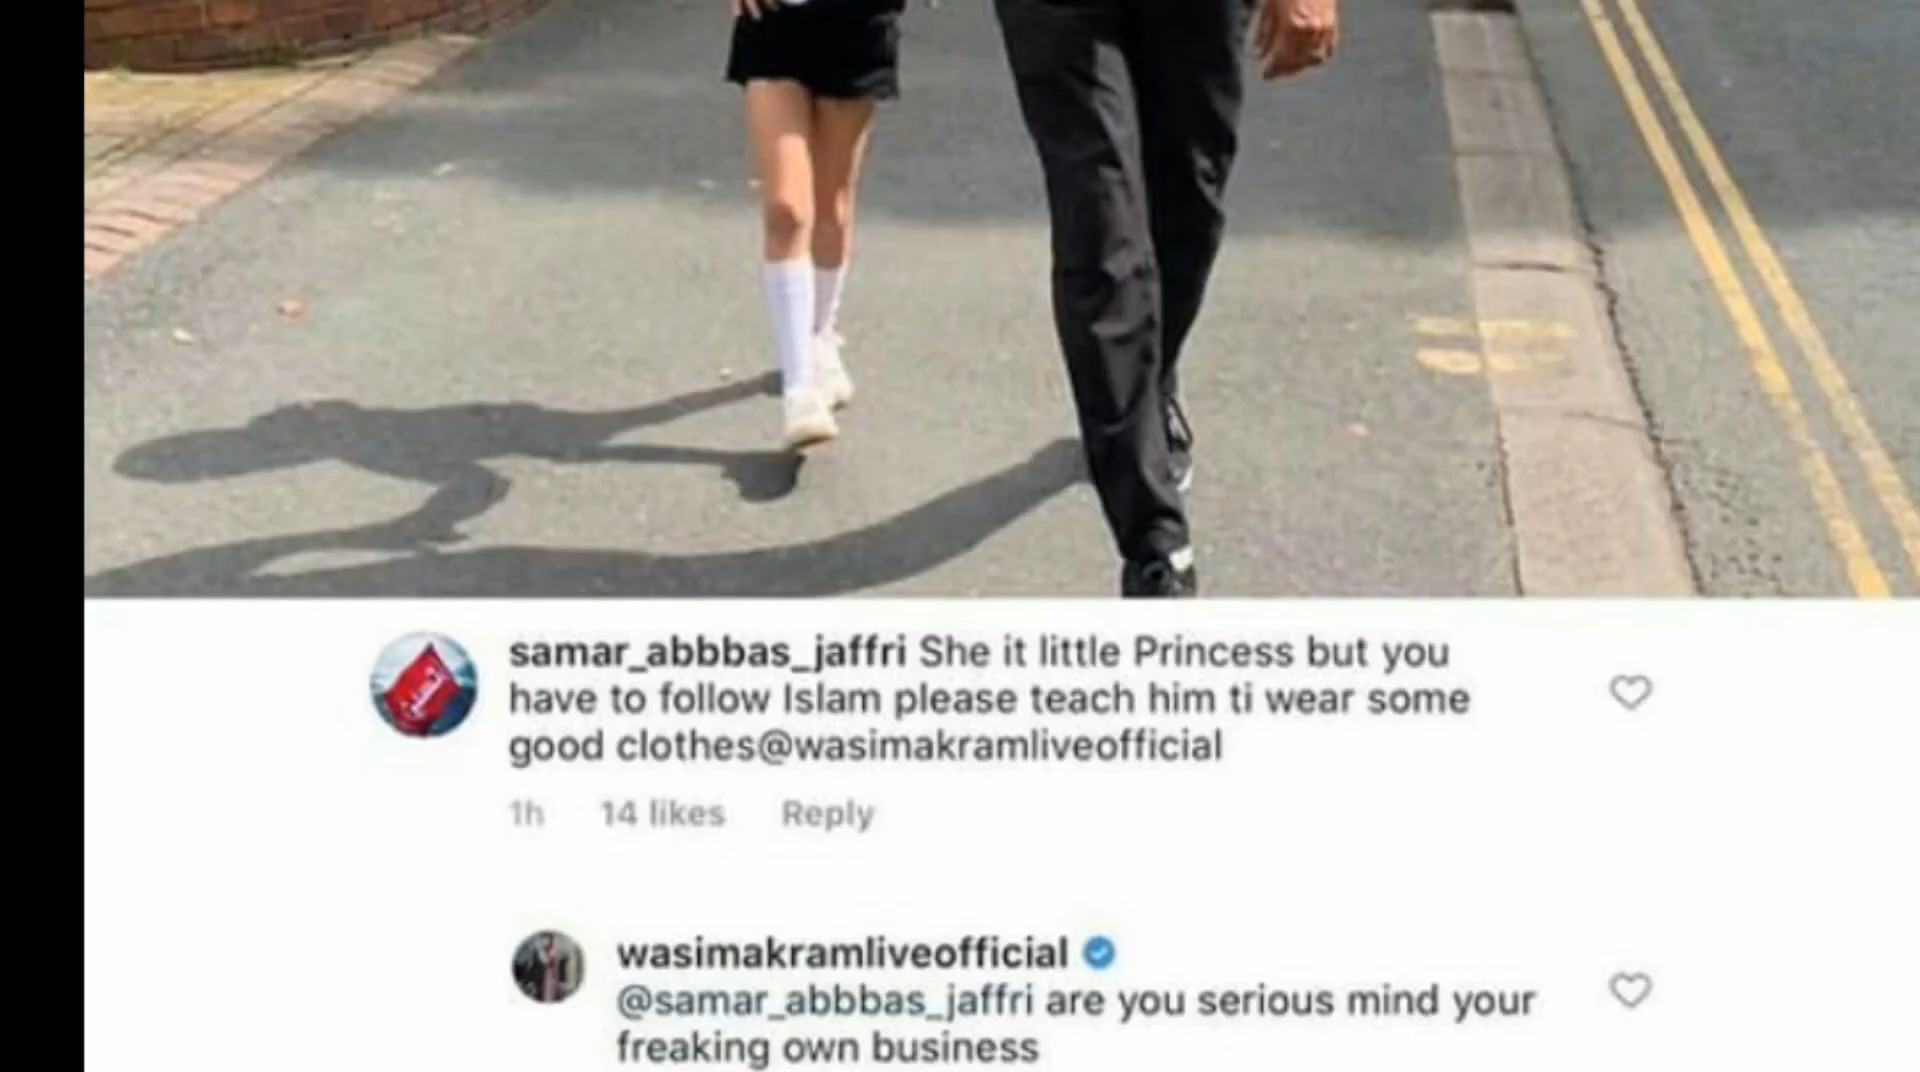 samar_abbbas_jaffri She it little Princess but you
have to follow Islam please teach him ti wear some
good clothes@wasimakramliveofficial
1h 14 likes Reply
wasimakramliveofficial
@samar_abbbas_jaffri are you serious mind your
freaking own business